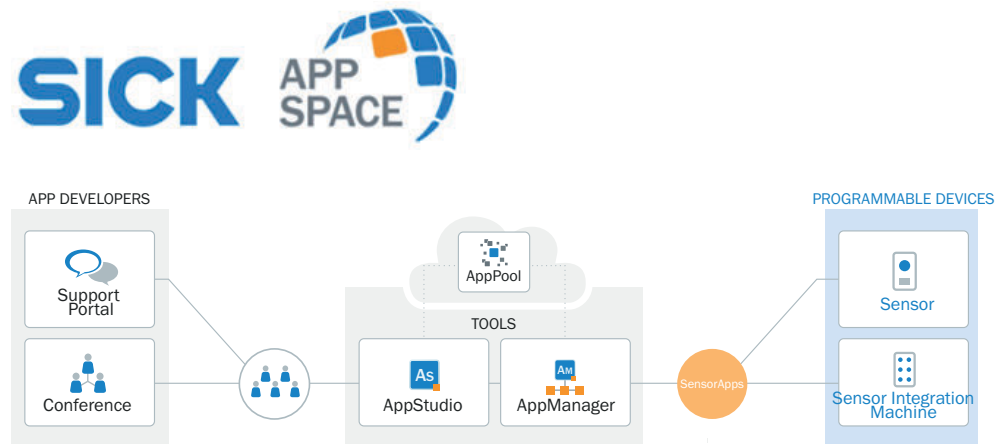 SICK
APP
SPACE
APP DEVELOPERS
PROGRAMMABLE DEVICES
Support
Portal
AppPool
Sensor
TOOLS
Conference
As
AppStudio
AM
AppManager
SensorApps
Sensor Integration
Machine